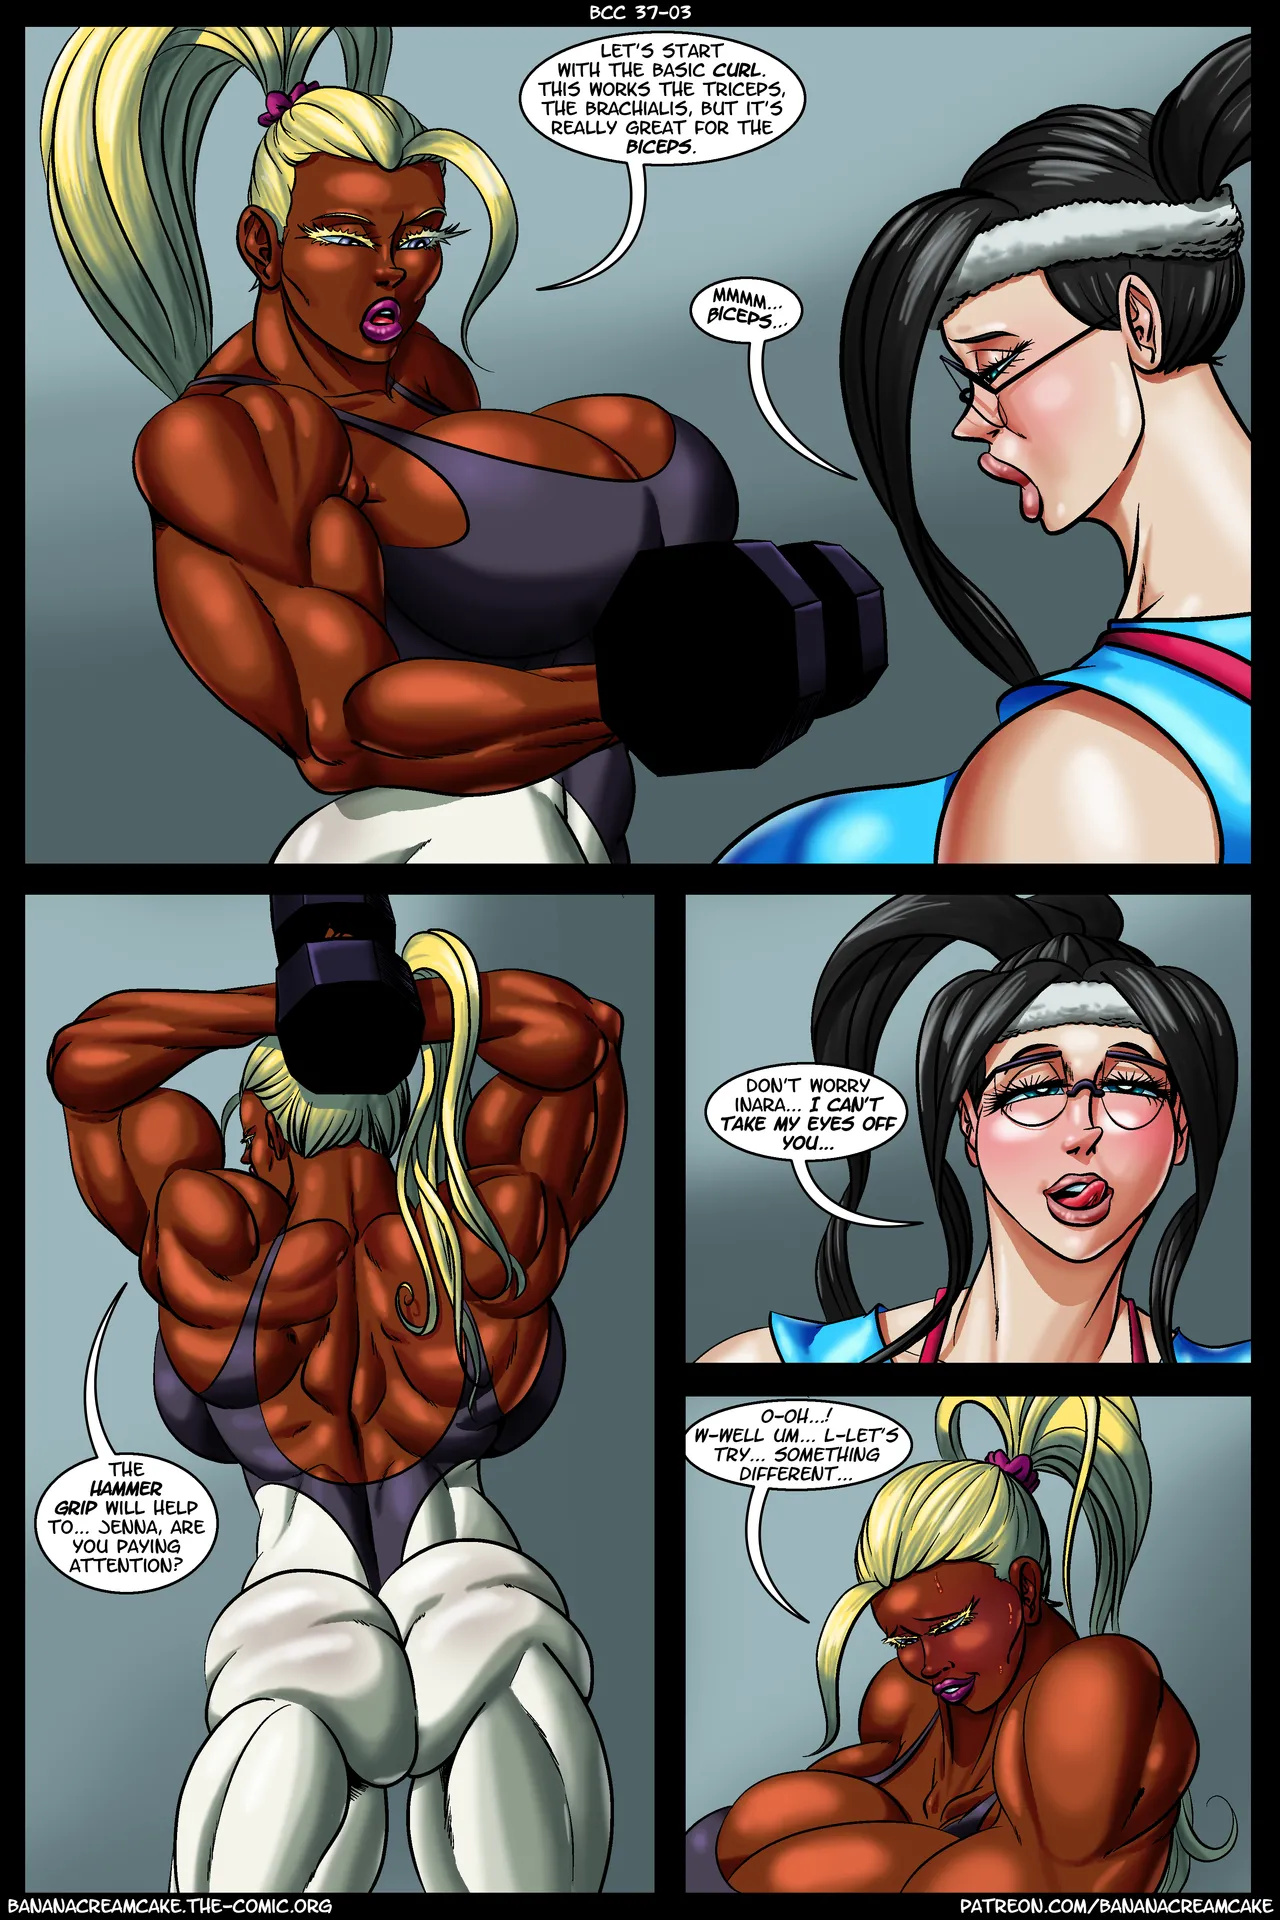 BCC 37-03
LET'S START
WITH THE BASIC CURL.
THIS WORKS THE TRICEPS,
THE BRACHIALIS, BUT IT'S
REALLY GREAT FOR THE
BICEPS.
MMMM...
BICEPS...
THE
HAMMER
GRIP WILL HELP
TO... JENNA, ARE
YOU PAYING
ATTENTION?
DON'T WORRY
INARA... I CAN'T
TAKE MY EYES OFF
YOU...
O-OH...!
W-WELL UM... L-LET'S
TRY... SOMETHING
DIFFERENT...
BANANACREAMCAKE.THE-COMIC.ORG
PATREON.COM/BANANACREAMCAKE